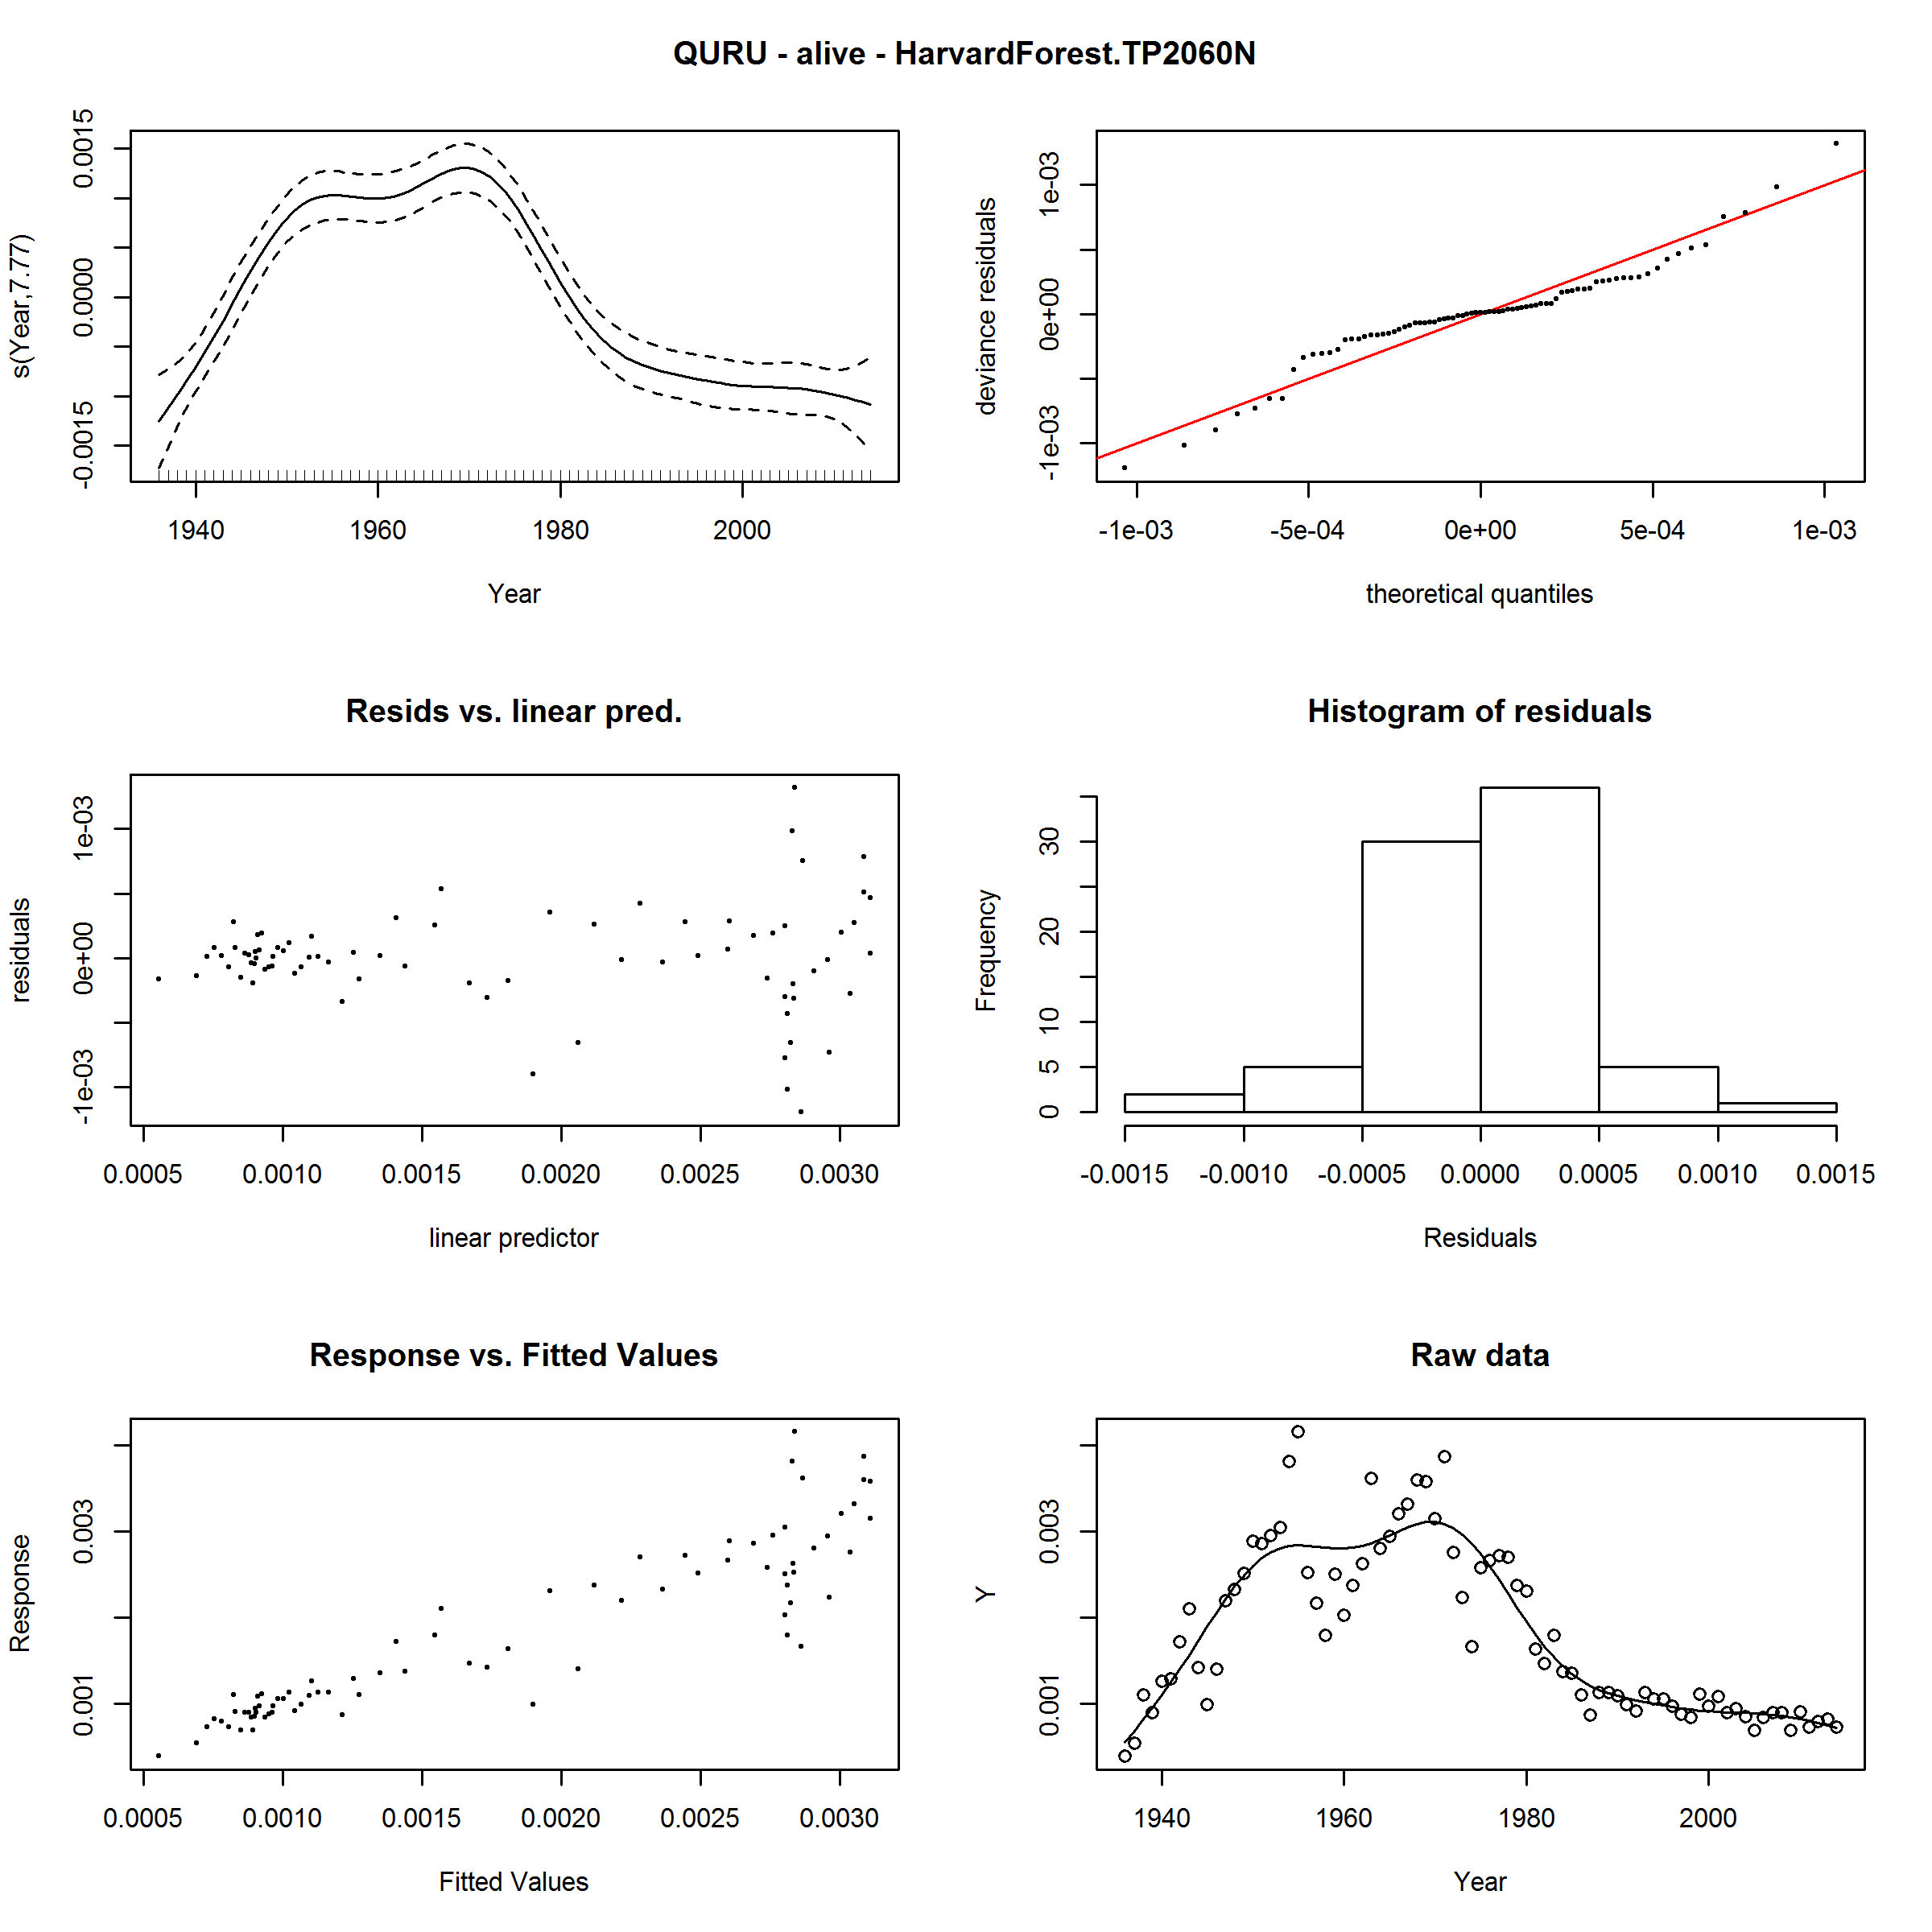 QURU - alive - HarvardForest.TP2060N
s(Year,7.77)
-0.0015 0.0000 0.0015
1940 1960 1980 2000
Year
deviance residuals
-1e-03 0e+00 1e-03
-1e-03 -5e-04 0e+00 5e-04 1e-03
theoretical quantiles
Resids vs. linear pred.
residuals
-1e-03 0e+00 1e-03
0.0005 0.0010 0.0015 0.0020 0.0025 0.0030
linear predictor
Histogram of residuals
Frequency
0 5 10 20 30
-0.0015 -0.0010 -0.0005 0.0000 0.0005 0.0010 0.0015
Residuals
Response vs. Fitted Values
Response
0.001 0.003
0.0005 0.0010 0.0015 0.0020 0.0025 0.0030
Fitted Values
Raw data
Y
0.001 0.003
1940 1960 1980 2000
Year